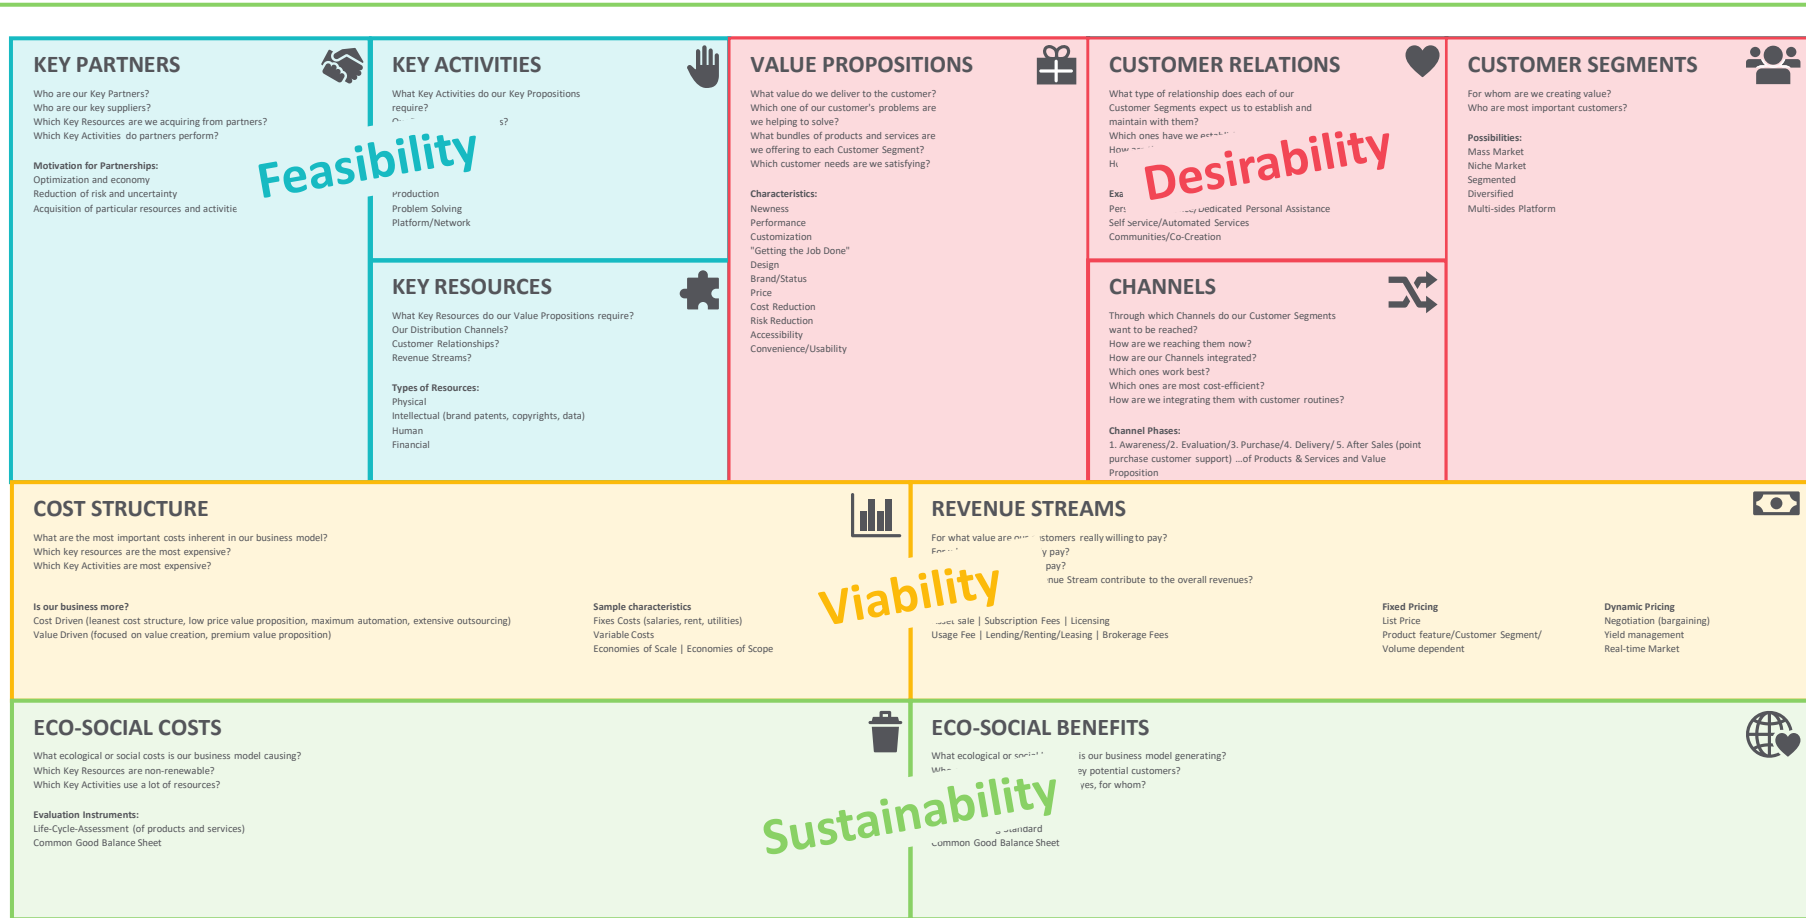 KEY PARTNERS
Who are our Key Partners?
Who are our key suppliers?
Which Key Resources are we acquiring from partners?
Which Key Activities do partners perform?
Motivation for Partnerships:
Optimization and economy
Reduction of risk and uncertainty
Acquisition of particular resources and activitie
Feasibility
KEY ACTIVITIES
What Key Activities do our Key Propositions
require?
Production
Problem Solving
Platform/Network
KEY RESOURCES
What Key Resources do our Value Propositions require?
Our Distribution Channels?
Customer Relationships?
Revenue Streams?
Types of Resources:
Physical
Intellectual (brand patents, copyrights, data)
Human
Financial
VALUE PROPOSITIONS
What value do we deliver to the customer?
Which one of our customer's problems are
we helping to solve?
What bundles of products and services are
we offering to each Customer Segment?
Which customer needs are we satisfying?
Characteristics:
Newness
Performance
Customization
"Getting the Job Done"
Design
Brand/Status
Price
Cost Reduction
Risk Reduction
Accessibility
Convenience/Usability
CUSTOMER RELATIONS
What type of relationship does each of our
Customer Segments expect us to establish and
maintain with them?
Which ones have we
How
Desirability
/Dedicated Personal Assistance
Self Service/Automated Services
Communities/Co-Creation
CHANNELS
Through which Channels do our Customer Segments
want to be reached?
How are we reaching them now?
How are our Channels integrated?
Which ones work best?
Which ones are most cost-efficient?
How are we integrating them with customer routines?
Channel Phases:
1. Awareness/2. Evaluation/3. Purchase/4. Delivery/ 5. After Sales (point
purchase customer support) ...of Products & Services and Value
Proposition
CUSTOMER SEGMENTS
For whom are we creating value?
Who are most important customers?
Possibilities:
Mass Market
Niche Market
Segmented
Diversified
Multi-sides Platform
COST STRUCTURE
What are the most important costs inherent in our business model?
Which key resources are the most expensive?
Which Key Activities are most expensive?
Is our business more?
Cost Driven (leanest cost structure, low price value proposition, maximum automation, extensive outsourcing)
Value Driven (focused on value creation, premium value proposition)
Sample characteristics
Fixes Costs (salaries, rent, utilities)
Variable Costs
Economies of Scale | Economies of Scope
Viability
REVENUE STREAMS
For what value are our customers really willing to pay?
pay?
pay?
Stream contribute to the overall revenues?
Asset sale | Subscription Fees | Licensing
Usage Fee | Lending/Renting/Leasing | Brokerage Fees
Fixed Pricing
List Price
Product feature/Customer Segment/
Volume dependent
Dynamic Pricing
Negotiation (bargaining)
Yield management
Real-time Market
ECO-SOCIAL COSTS
What ecological or social costs is our business model causing?
Which Key Resources are non-renewable?
Which Key Activities use a lot of resources?
Evaluation Instruments:
Life-Cycle-Assessment (of products and services)
Common Good Balance Sheet
Sustainability
ECO-SOCIAL BENEFITS
What ecological or social is our business model generating?
potential customers?
yes, for whom?
Standard
Common Good Balance Sheet